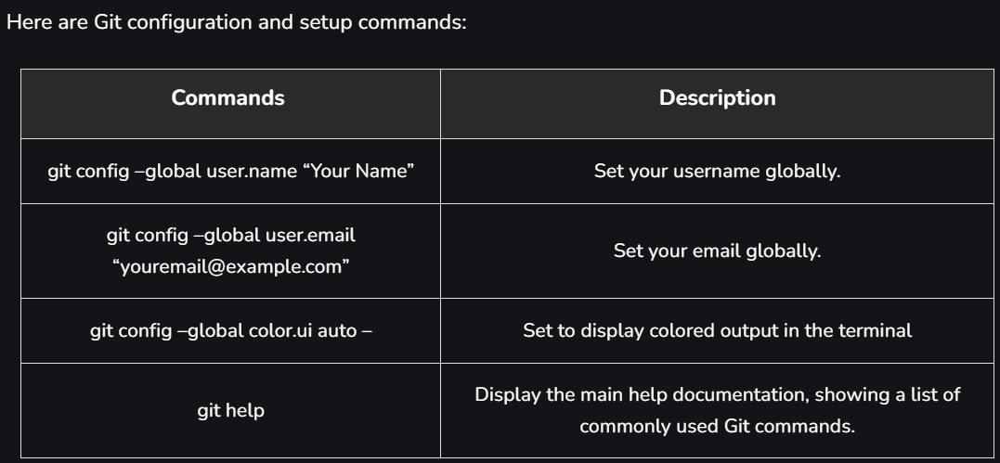 Here are Git configuration and setup commands:
Commands
Description
git config –global user.name “Your Name”
Set your username globally.
git config –global user.email
“youremail@example.com”
Set your email globally.
git config –global color.ui auto –
Set to display colored output in the terminal
git help
Display the main help documentation, showing a list of
commonly used Git commands.